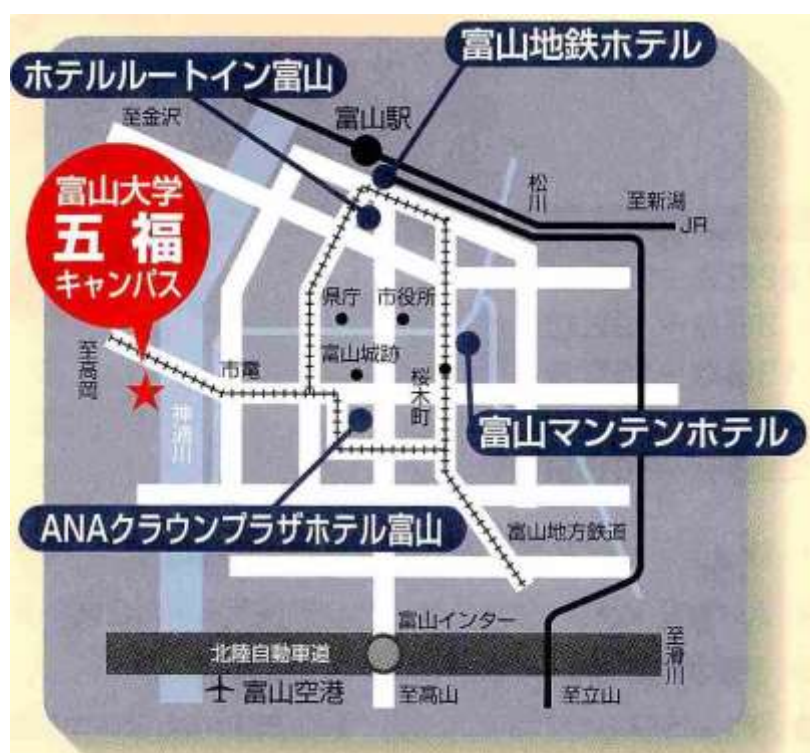 富山地鉄ホテル
ホテルルートイン富山
至金沢
富山駅
松川
至新潟
JR
富山大学
五福
キャンパス
県庁
市役所
至高岡
市電
富山城跡
桜木町
神通川
富山マンテンホテル
ANAクラウンプラザホテル富山
富山地方鉄道
富山インター
北陸自動車道
至滑川
富山空港
至高山
至立山